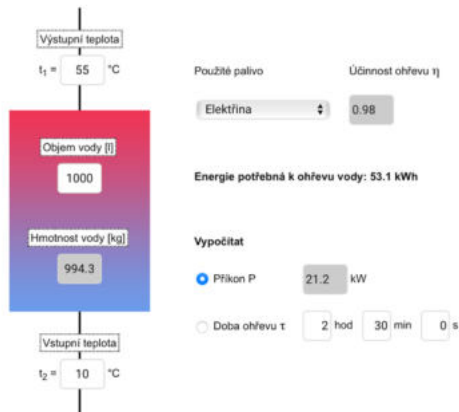 Výstupní teplota
t₁ = 55 °C
Objem vody [l]
1000
Hmotnost vody [kg]
994.3
Vstupní teplota
t₂ = 10 °C
Použité palivo
Účinnost ohřevu η
Elektřina
0.98
Energie potřebná k ohřevu vody: 53.1 kWh
Vypočítat
Příkon P 21.2 kW
Doba ohřevu τ 2 hod 30 min 0 s